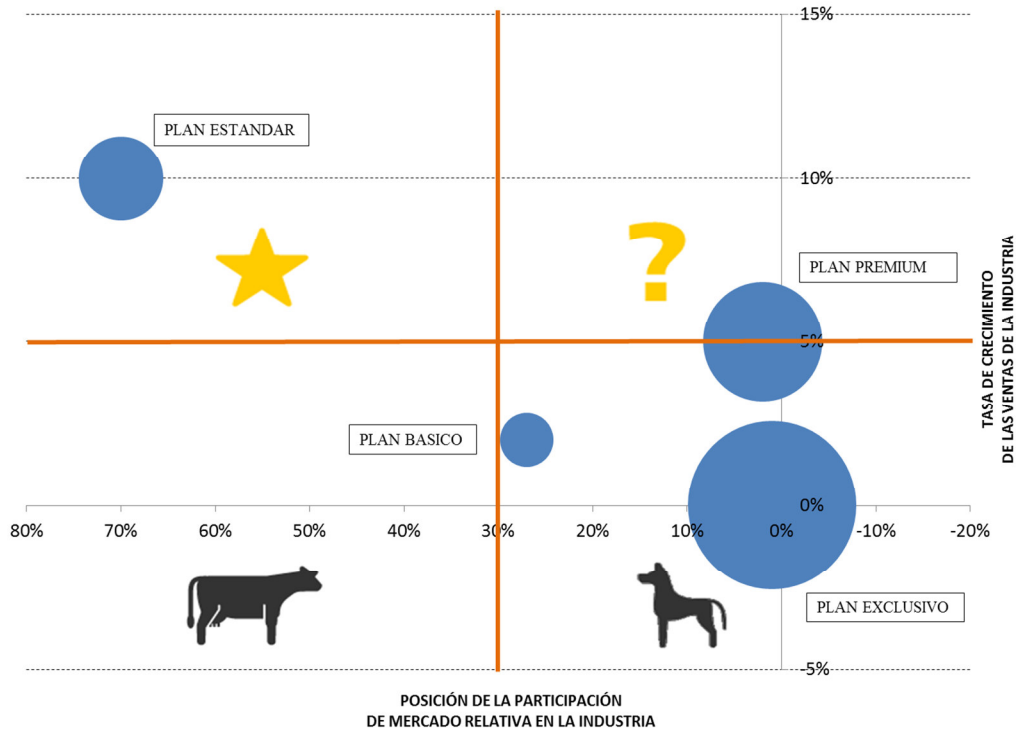 15%
PLAN ESTANDAR
10%
?
PLAN PREMIUM
5%
TASA DE CRECIMIENTO
DE LAS VENTAS DE LA INDUSTRIA
PLAN BASICO
0%
80% 70% 60% 50% 40% 30% 20% 10% 0% -10% -20%
PLAN EXCLUSIVO
-5%
POSICIÓN DE LA PARTICIPACIÓN
DE MERCADO RELATIVA EN LA INDUSTRIA